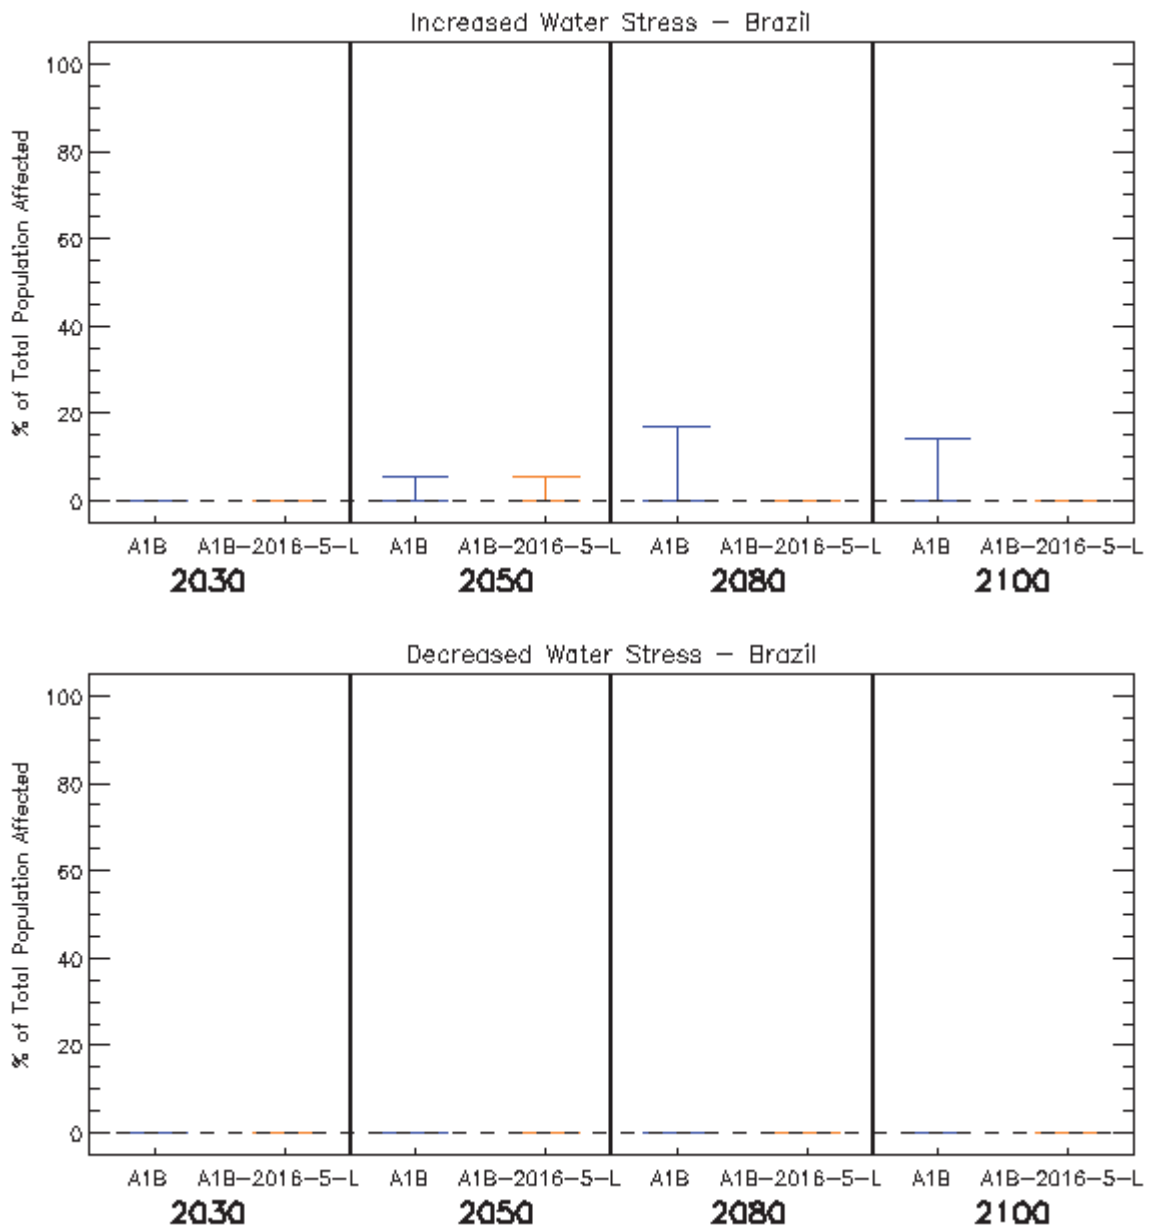 Increased Water Stress – Brazil
% of Total Population Affected
100
80
60
40
20
0
A1B A1B-2016-5-L A1B A1B-2016-5-L A1B A1B-2016-5-L A1B A1B-2016-5-L
2030 2050 2080 2100
Decreased Water Stress – Brazil
% of Total Population Affected
100
80
60
40
20
0
A1B A1B-2016-5-L A1B A1B-2016-5-L A1B A1B-2016-5-L A1B A1B-2016-5-L
2030 2050 2080 2100